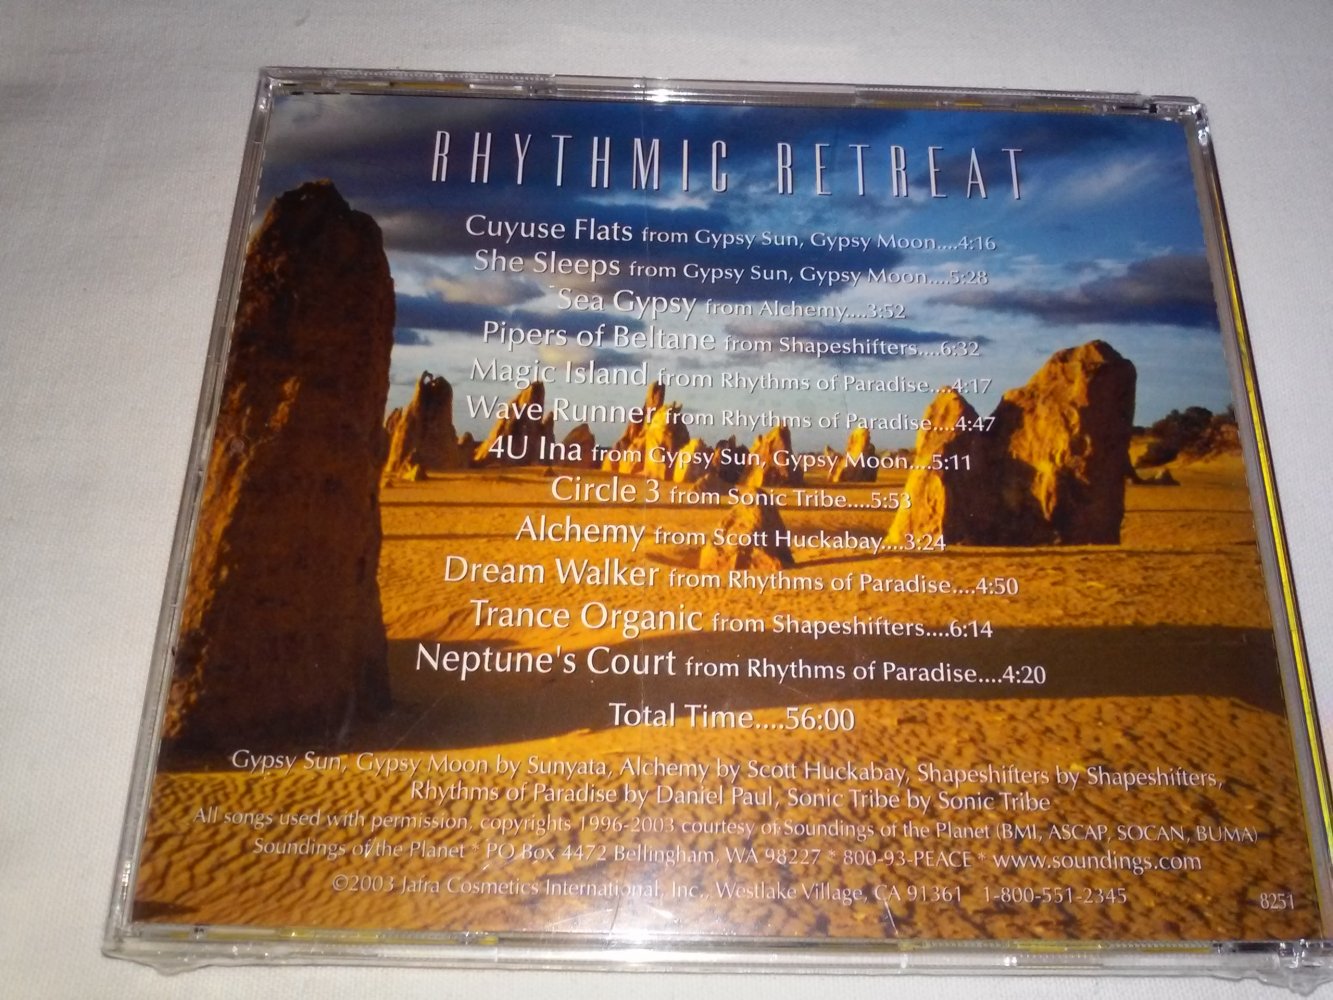 RHYTHMIC RETREAT
Cuyuse Flats from Gypsy Sun, Gypsy Moon....4:16
She Sleeps from Gypsy Sun, Gypsy Moon....5:28
Sea Gypsy from Alchemy....3:52
Pipers of Beltane from Shapeshifters....6:32
Magic Island from Rhythms of Paradise....4:17
Wave Runner from Rhythms of Paradise....4:47
4U Ina from Gypsy Sun, Gypsy Moon....5:11
Circle 3 from Sonic Tribe....5:53
Alchemy from Scott Huckabay....3:24
Dream Walker from Rhythms of Paradise....4:50
Trance Organic from Shapeshifters....6:14
Neptune's Court from Rhythms of Paradise....4:20
Total Time....56:00
Gypsy Sun, Gypsy Moon by Sunyata, Alchemy by Scott Huckabay, Shapeshifters by Shapeshifters,
Rhythms of Paradise by Daniel Paul, Sonic Tribe by Sonic Tribe
All songs used with permission, copyrights 1996-2003 courtesy of Soundings of the Planet (BMI, ASCAP, SOCAN, BUMA)
Soundings of the Planet * PO Box 4472 Bellingham, WA 98227 * 800-93-PEACE * www.soundings.com
©2003 Jafra Cosmetics International, Inc., Westlake Village, CA 91361 1-800-551-2345
8251